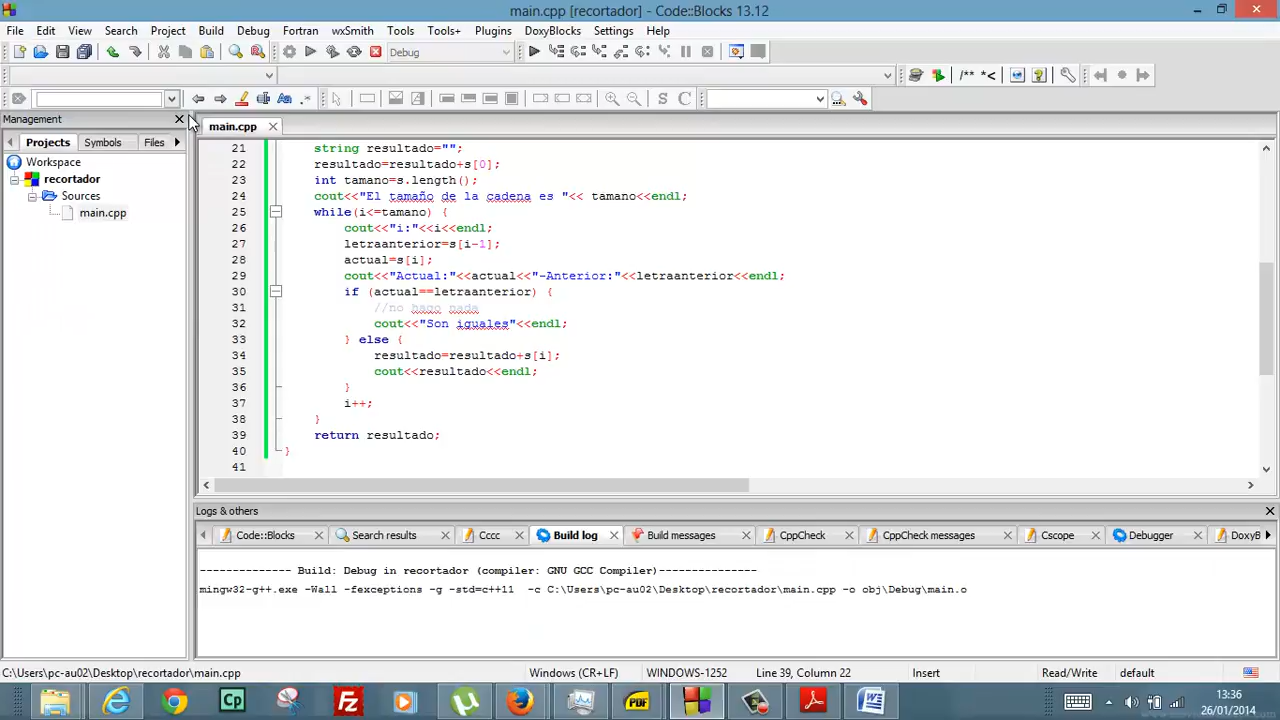 main.cpp [recortador] - Code::Blocks 13.12
File Edit View Search Project Build Debug Fortran wxSmith Tools Tools+ Plugins DoxyBlocks Settings Help
Debug
/** *<
S C
Management
main.cpp
Projects Symbols Files
Workspace
recortador
Sources
main.cpp
21 string resultado="";
22 resultado=resultado+s[0];
23 int tamano=s.length();
24 cout<<"El tamaño de la cadena es "<< tamano<<endl;
25 while(i<=tamano) {
26 cout<<"i:"<<i<<endl;
27 letraanterior=s[i-1];
28 actual=s[i];
29 cout<<"Actual:"<<actual<<"-Anterior:"<<letraanterior<<endl;
30 if (actual==letraanterior) {
31 //no hago nada
32 cout<<"Son iguales"<<endl;
33 } else {
34 resultado=resultado+s[i];
35 cout<<resultado<<endl;
36 }
37 i++;
38 }
39 return resultado;
40 }
41
Logs & others
Code::Blocks Search results Cccc Build log Build messages CppCheck CppCheck messages Cscope Debugger DoxyB
-------------- Build: Debug in recortador (compiler: GNU GCC Compiler)---------------
mingw32-g++.exe -Wall -fexceptions -g -std=c++11 -c C:\Users\pc-au02\Desktop\recortador\main.cpp -o obj\Debug\main.o
C:\Users\pc-au02\Desktop\recortador\main.cpp Windows (CR+LF) WINDOWS-1252 Line 39, Column 22 Insert Read/Write default
Cp
PDF
13:36
26/01/2014